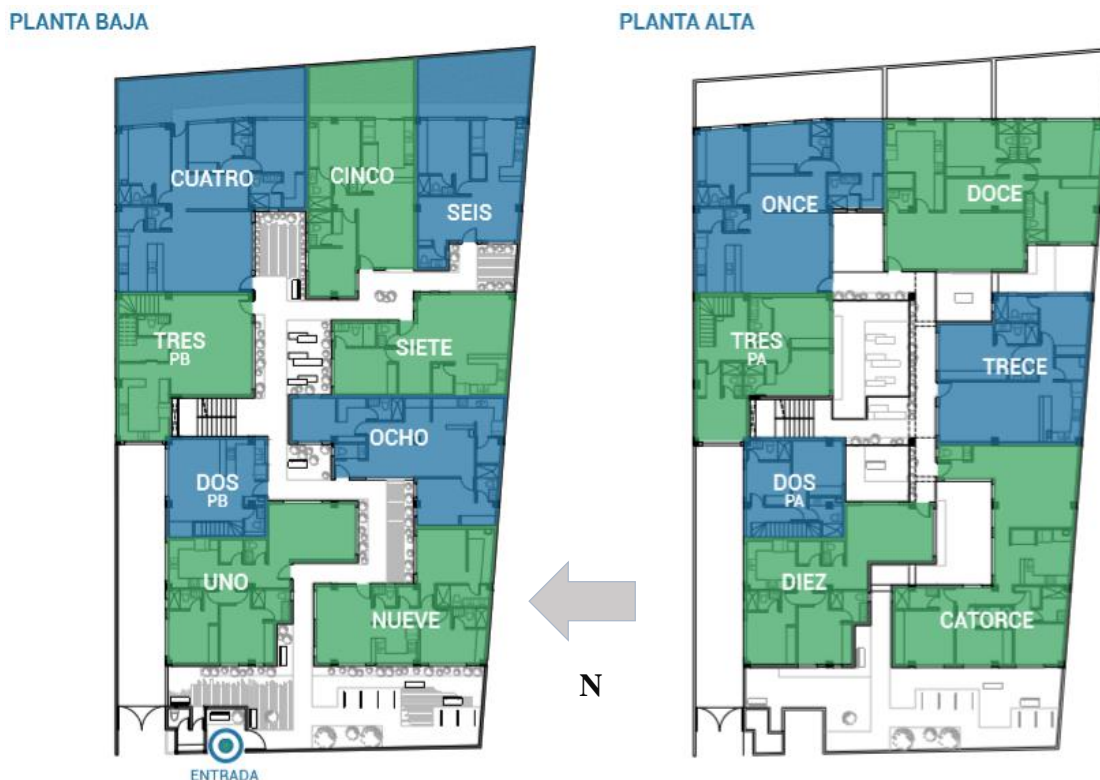 PLANTA BAJA
CUATRO
CINCO
SEIS
TRES
PB
SIETE
OCHO
DOS
PB
UNO
NUEVE
ENTRADA
N
PLANTA ALTA
ONCE
DOCE
TRES
PA
TRECE
DOS
PA
DIEZ
CATORCE